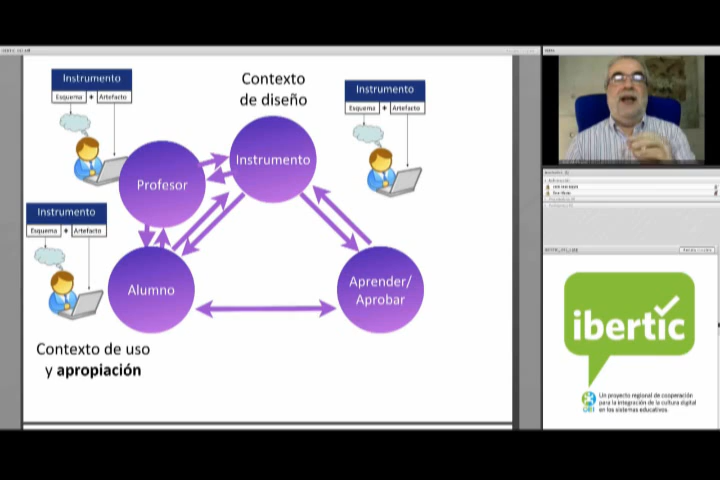 Instrumento
Esquema + Artefacto
Contexto
de diseño
Instrumento
Esquema + Artefacto
Instrumento
Profesor
Instrumento
Esquema + Artefacto
Alumno
Aprender/
Aprobar
Contexto de uso
y apropiación
ibertic
Un proyecto regional de cooperación
para la integración de la cultura digital
en los sistemas educativos.